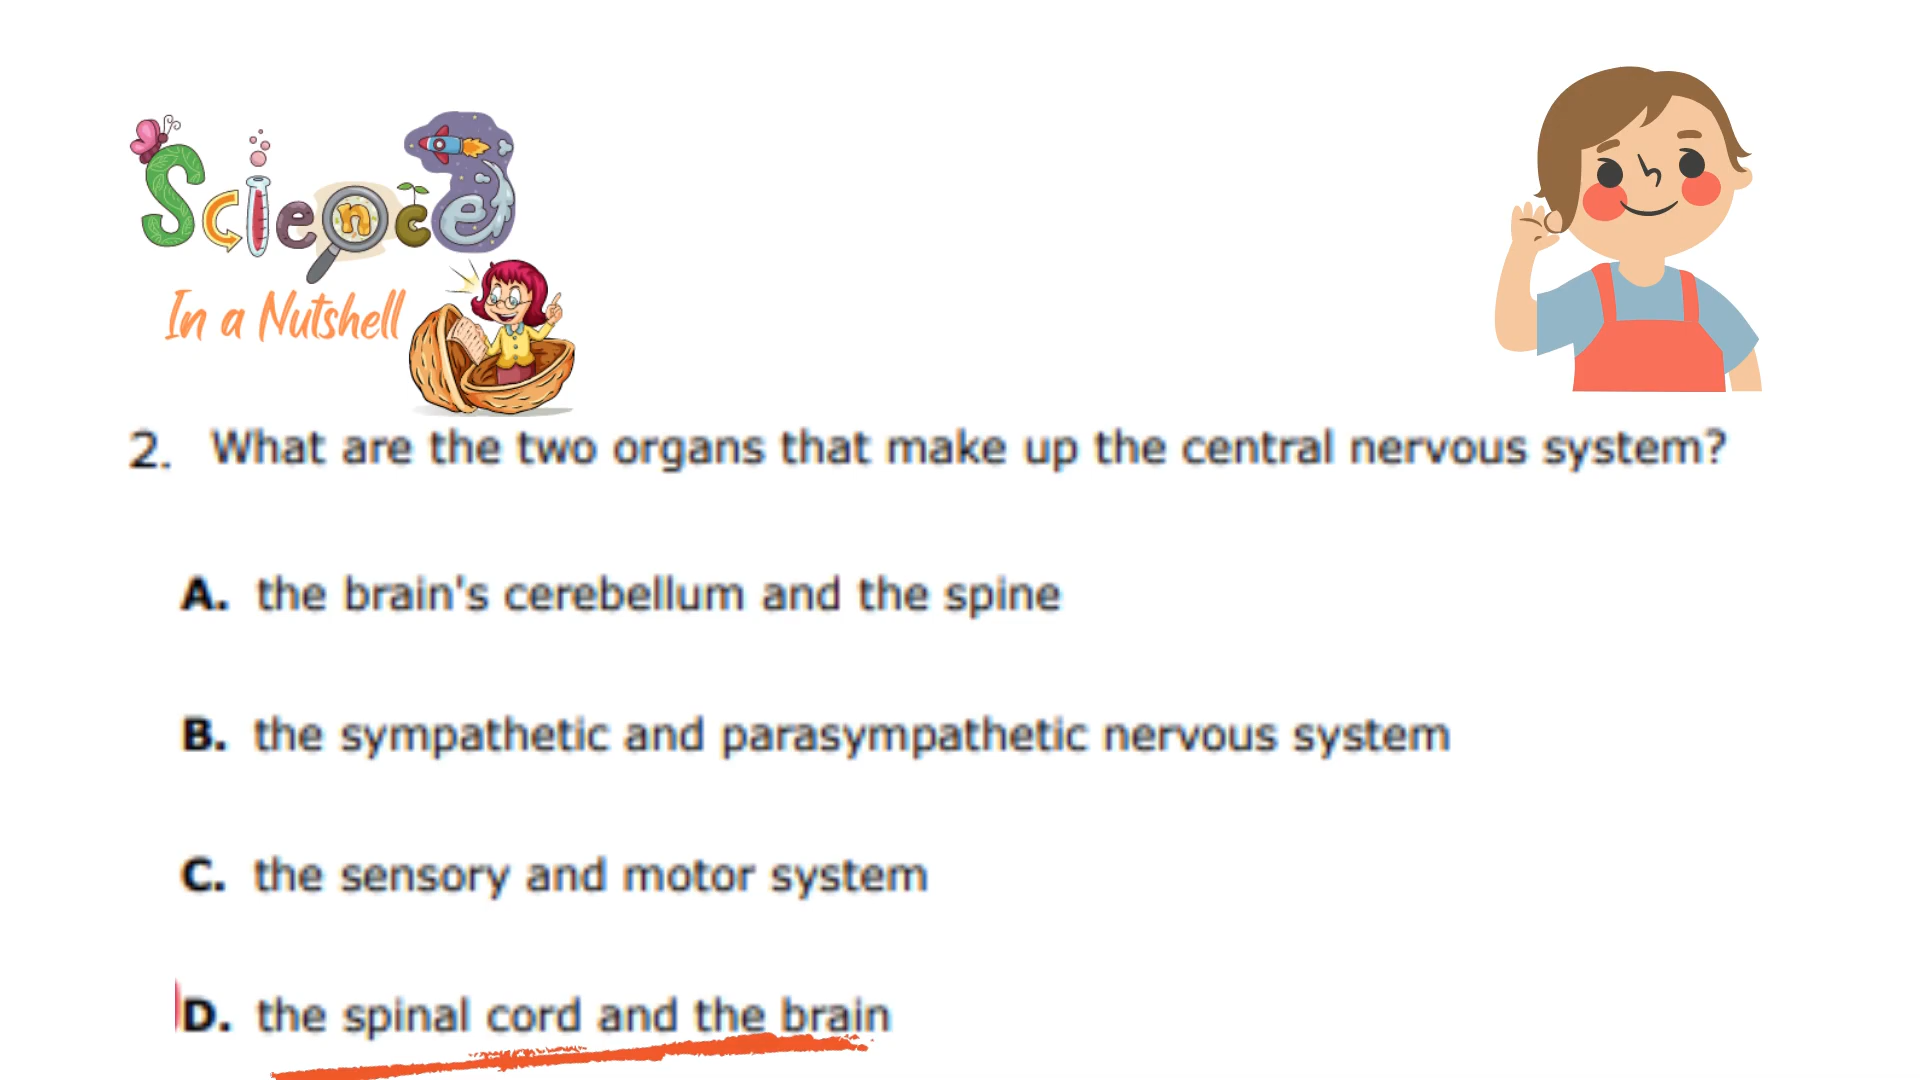 Science
In a Nutshell
2. What are the two organs that make up the central nervous system?
A. the brain's cerebellum and the spine
B. the sympathetic and parasympathetic nervous system
C. the sensory and motor system
D. the spinal cord and the brain